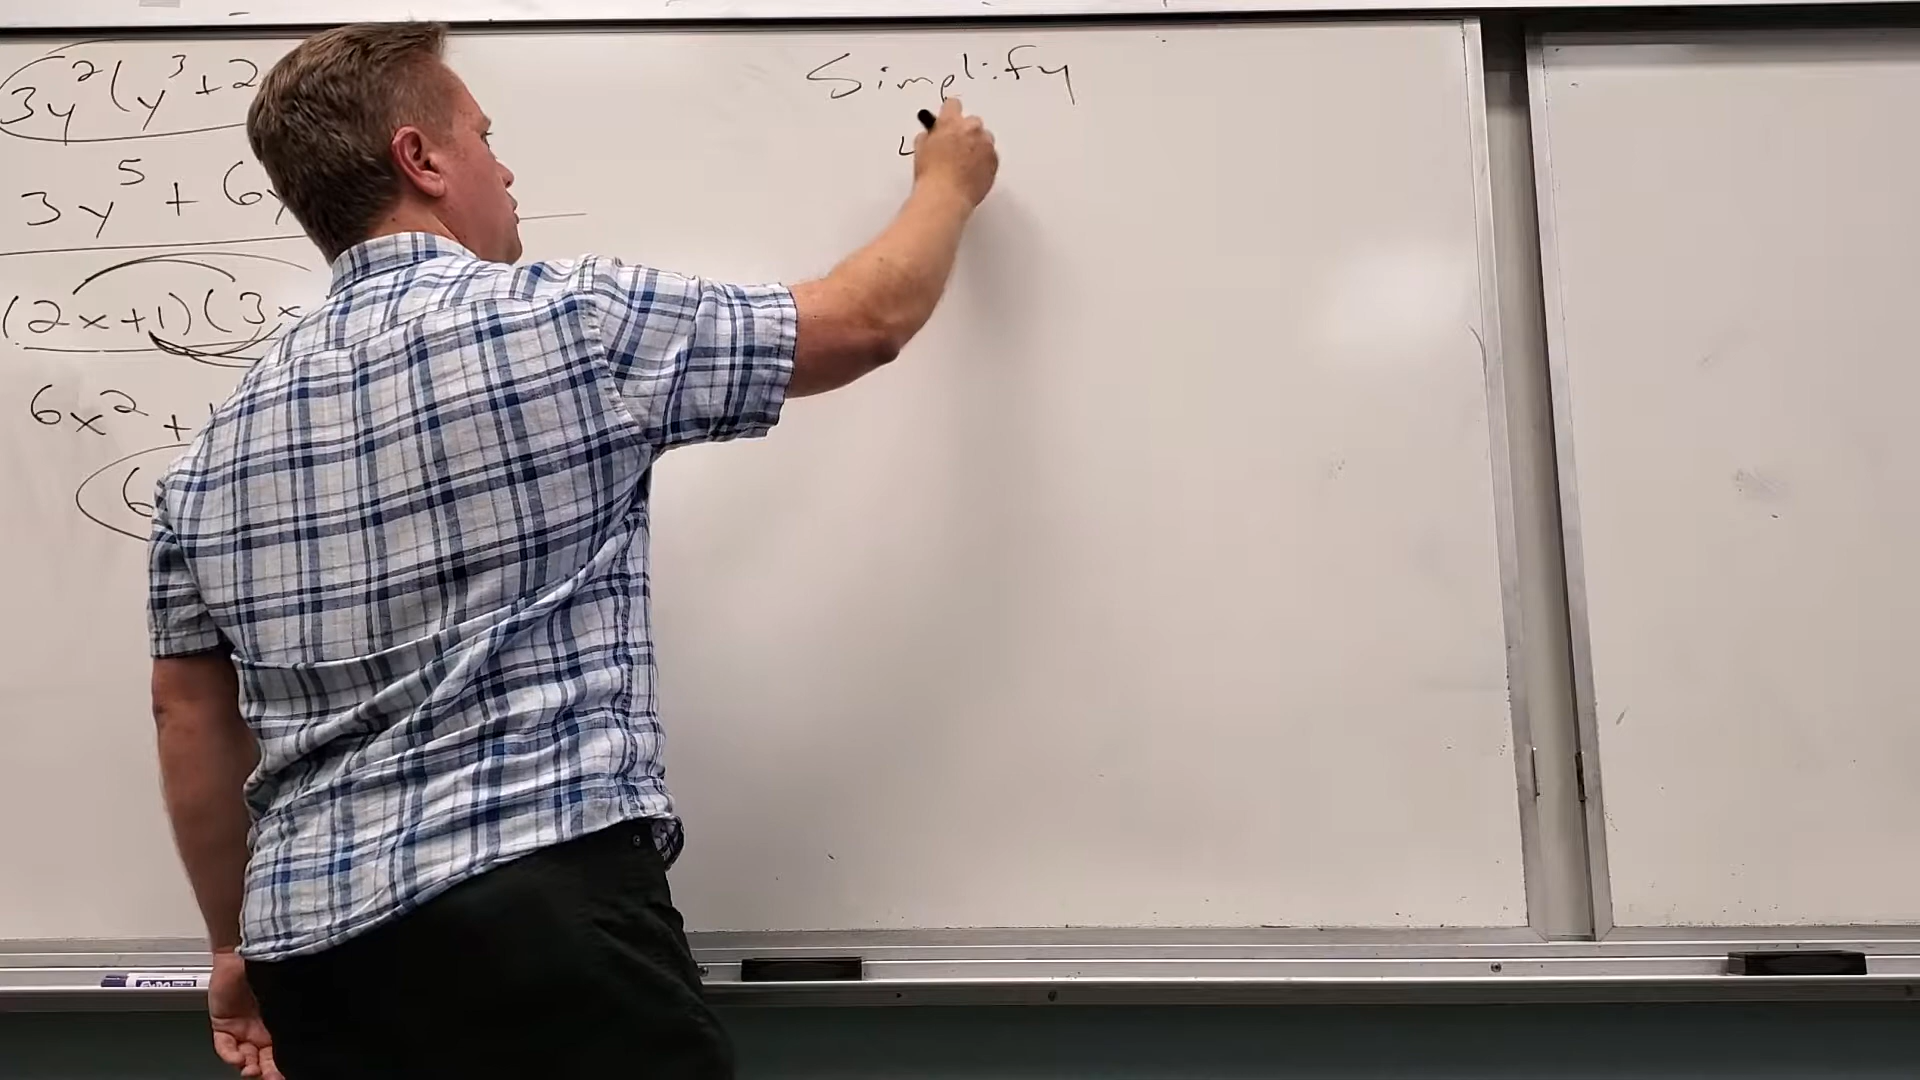 3y²(y³+2
3y⁵ + 6y
(2x+1)(3x
6x² +
6
Simplify